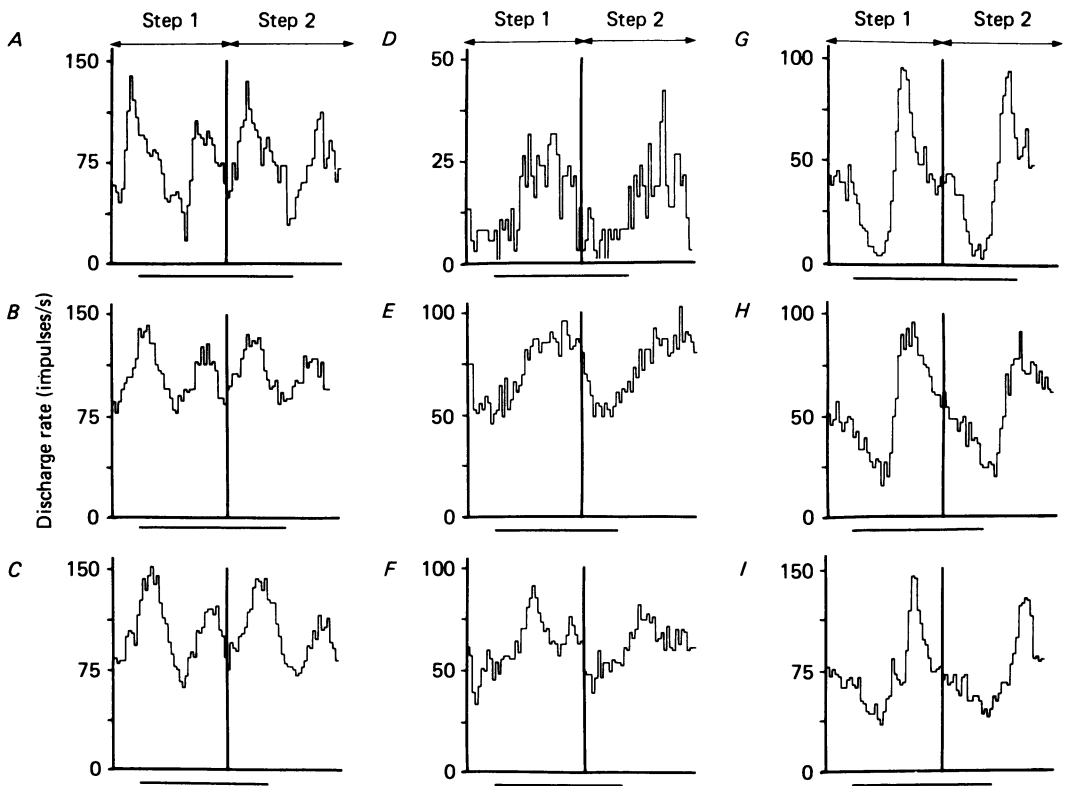 Step 1 Step 2 Step 1 Step 2 Step 1 Step 2
A D G
150 50 100
75 25 50
0 0 0
B E H
150 100 100
75 50 50
0 0 0
Discharge rate (impulses/s)
C F I
150 100 150
75 50 75
0 0 0